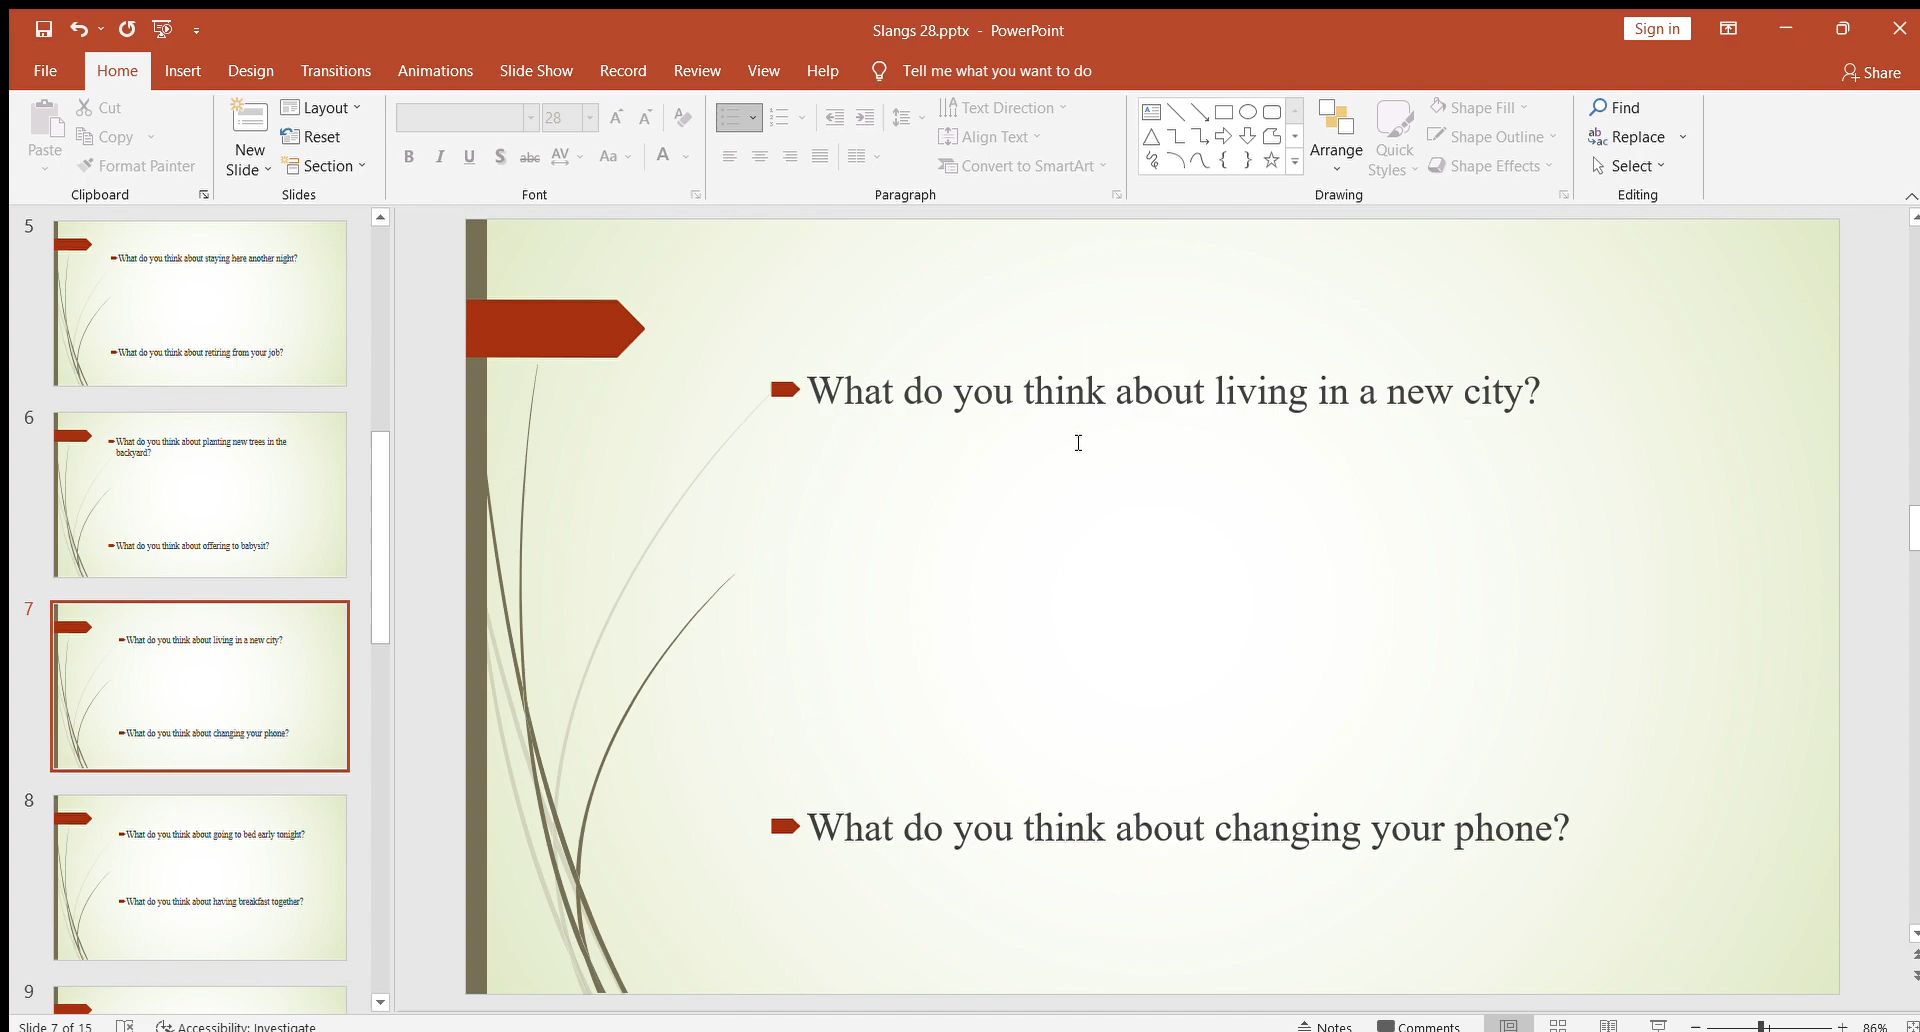 Slangs 28.pptx - PowerPoint
Sign in
File Home Insert Design Transitions Animations Slide Show Record Review View Help Tell me what you want to do
Share
Paste
Cut
Copy
Format Painter
Clipboard
New Slide
Layout
Reset
Section
Slides
28
B I U S abc AV Aa A
Font
Text Direction
Align Text
Convert to SmartArt
Paragraph
Arrange
Quick Styles
Shape Fill
Shape Outline
Shape Effects
Drawing
Find
Replace
Select
Editing
5
What do you think about staying here another night?
What do you think about retiring from your job?
6
What do you think about planting new trees in the
backyard?
What do you think about offering to babysit?
7
What do you think about living in a new city?
What do you think about changing your phone?
8
What do you think about going to bed early tonight?
What do you think about having breakfast together?
9
What do you think about living in a new city?
What do you think about changing your phone?
Slide 7 of 15 Accessibility: Investigate Notes Comments 86%